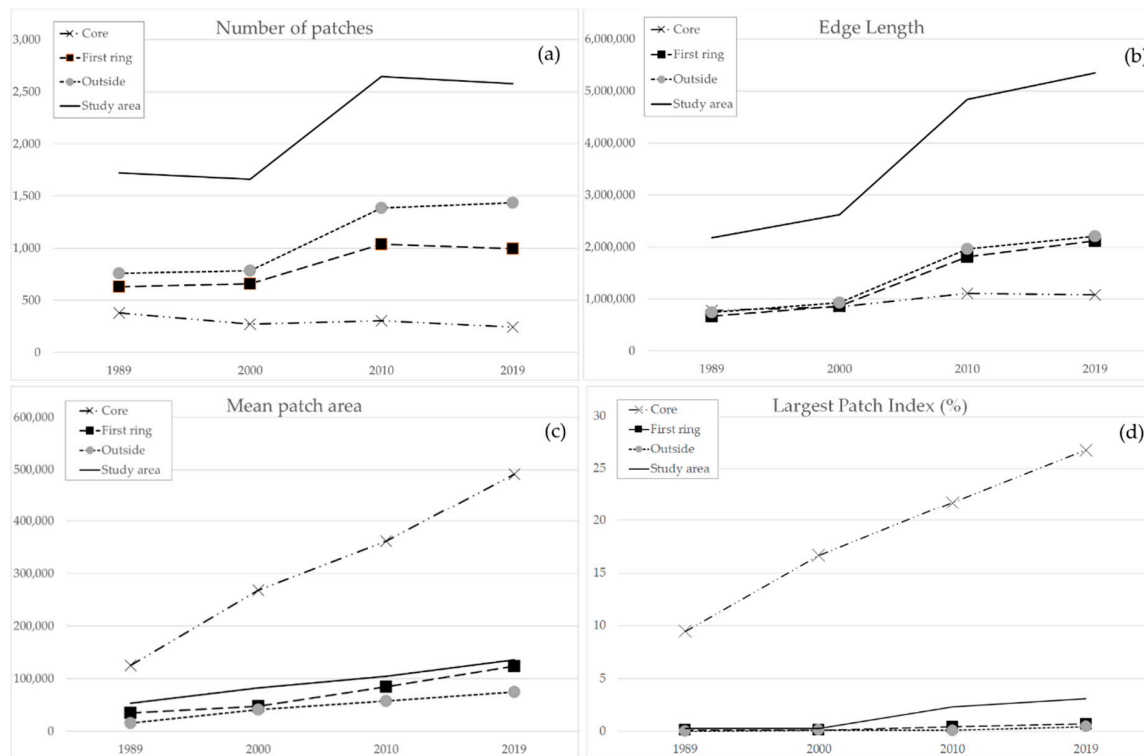 Number of patches
(a)
3,000
2,500
2,000
1,500
1,000
500
0
Core
First ring
Outside
Study area
1989
2000
2010
2019
Edge Length
(b)
6,000,000
5,000,000
4,000,000
3,000,000
2,000,000
1,000,000
0
Core
First ring
Outside
Study area
1989
2000
2010
2019
Mean patch area
(c)
600,000
500,000
400,000
300,000
200,000
100,000
0
Core
First ring
Outside
Study area
1989
2000
2010
2019
Largest Patch Index (%)
(d)
30
25
20
15
10
5
0
Core
First ring
Outside
Study area
1989
2000
2010
2019